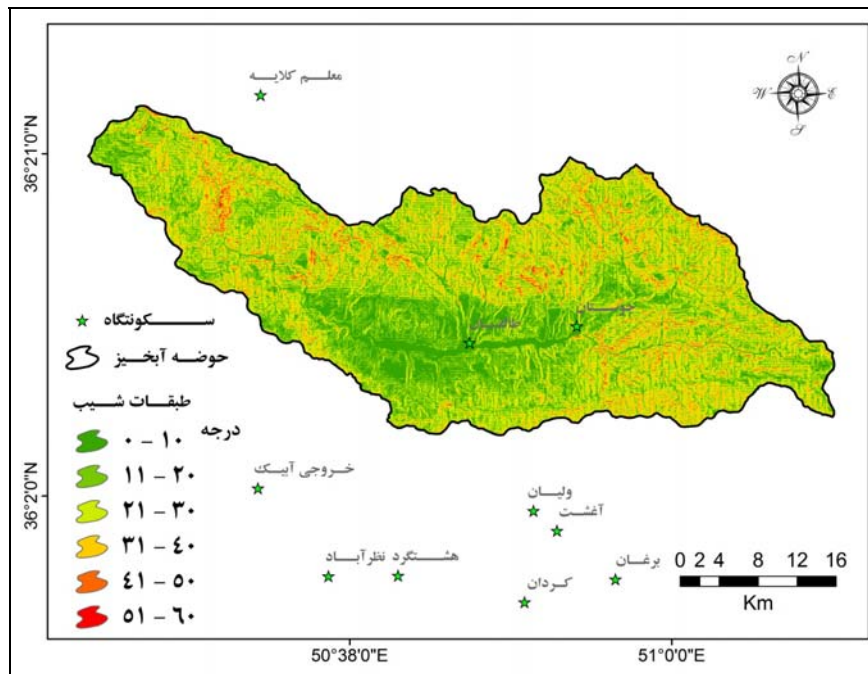 معلم کلایه
N
W
E
S
36°21'0"N
طالقان
جوستان
سکونتگاه
حوضه آبخیز
طبقات شیب
درجه
۰ - ۱۰
۱۱ - ۲۰
۲۱ - ۳۰
۳۱ - ۴۰
۴۱ - ۵۰
۵۱ - ۶۰
36°2'0"N
خروجی آبیک
ولیان
آغشت
هشتگرد
نظرآباد
کردان
برغان
0 2 4 8 12 16
Km
50°38'0"E
51°0'0"E